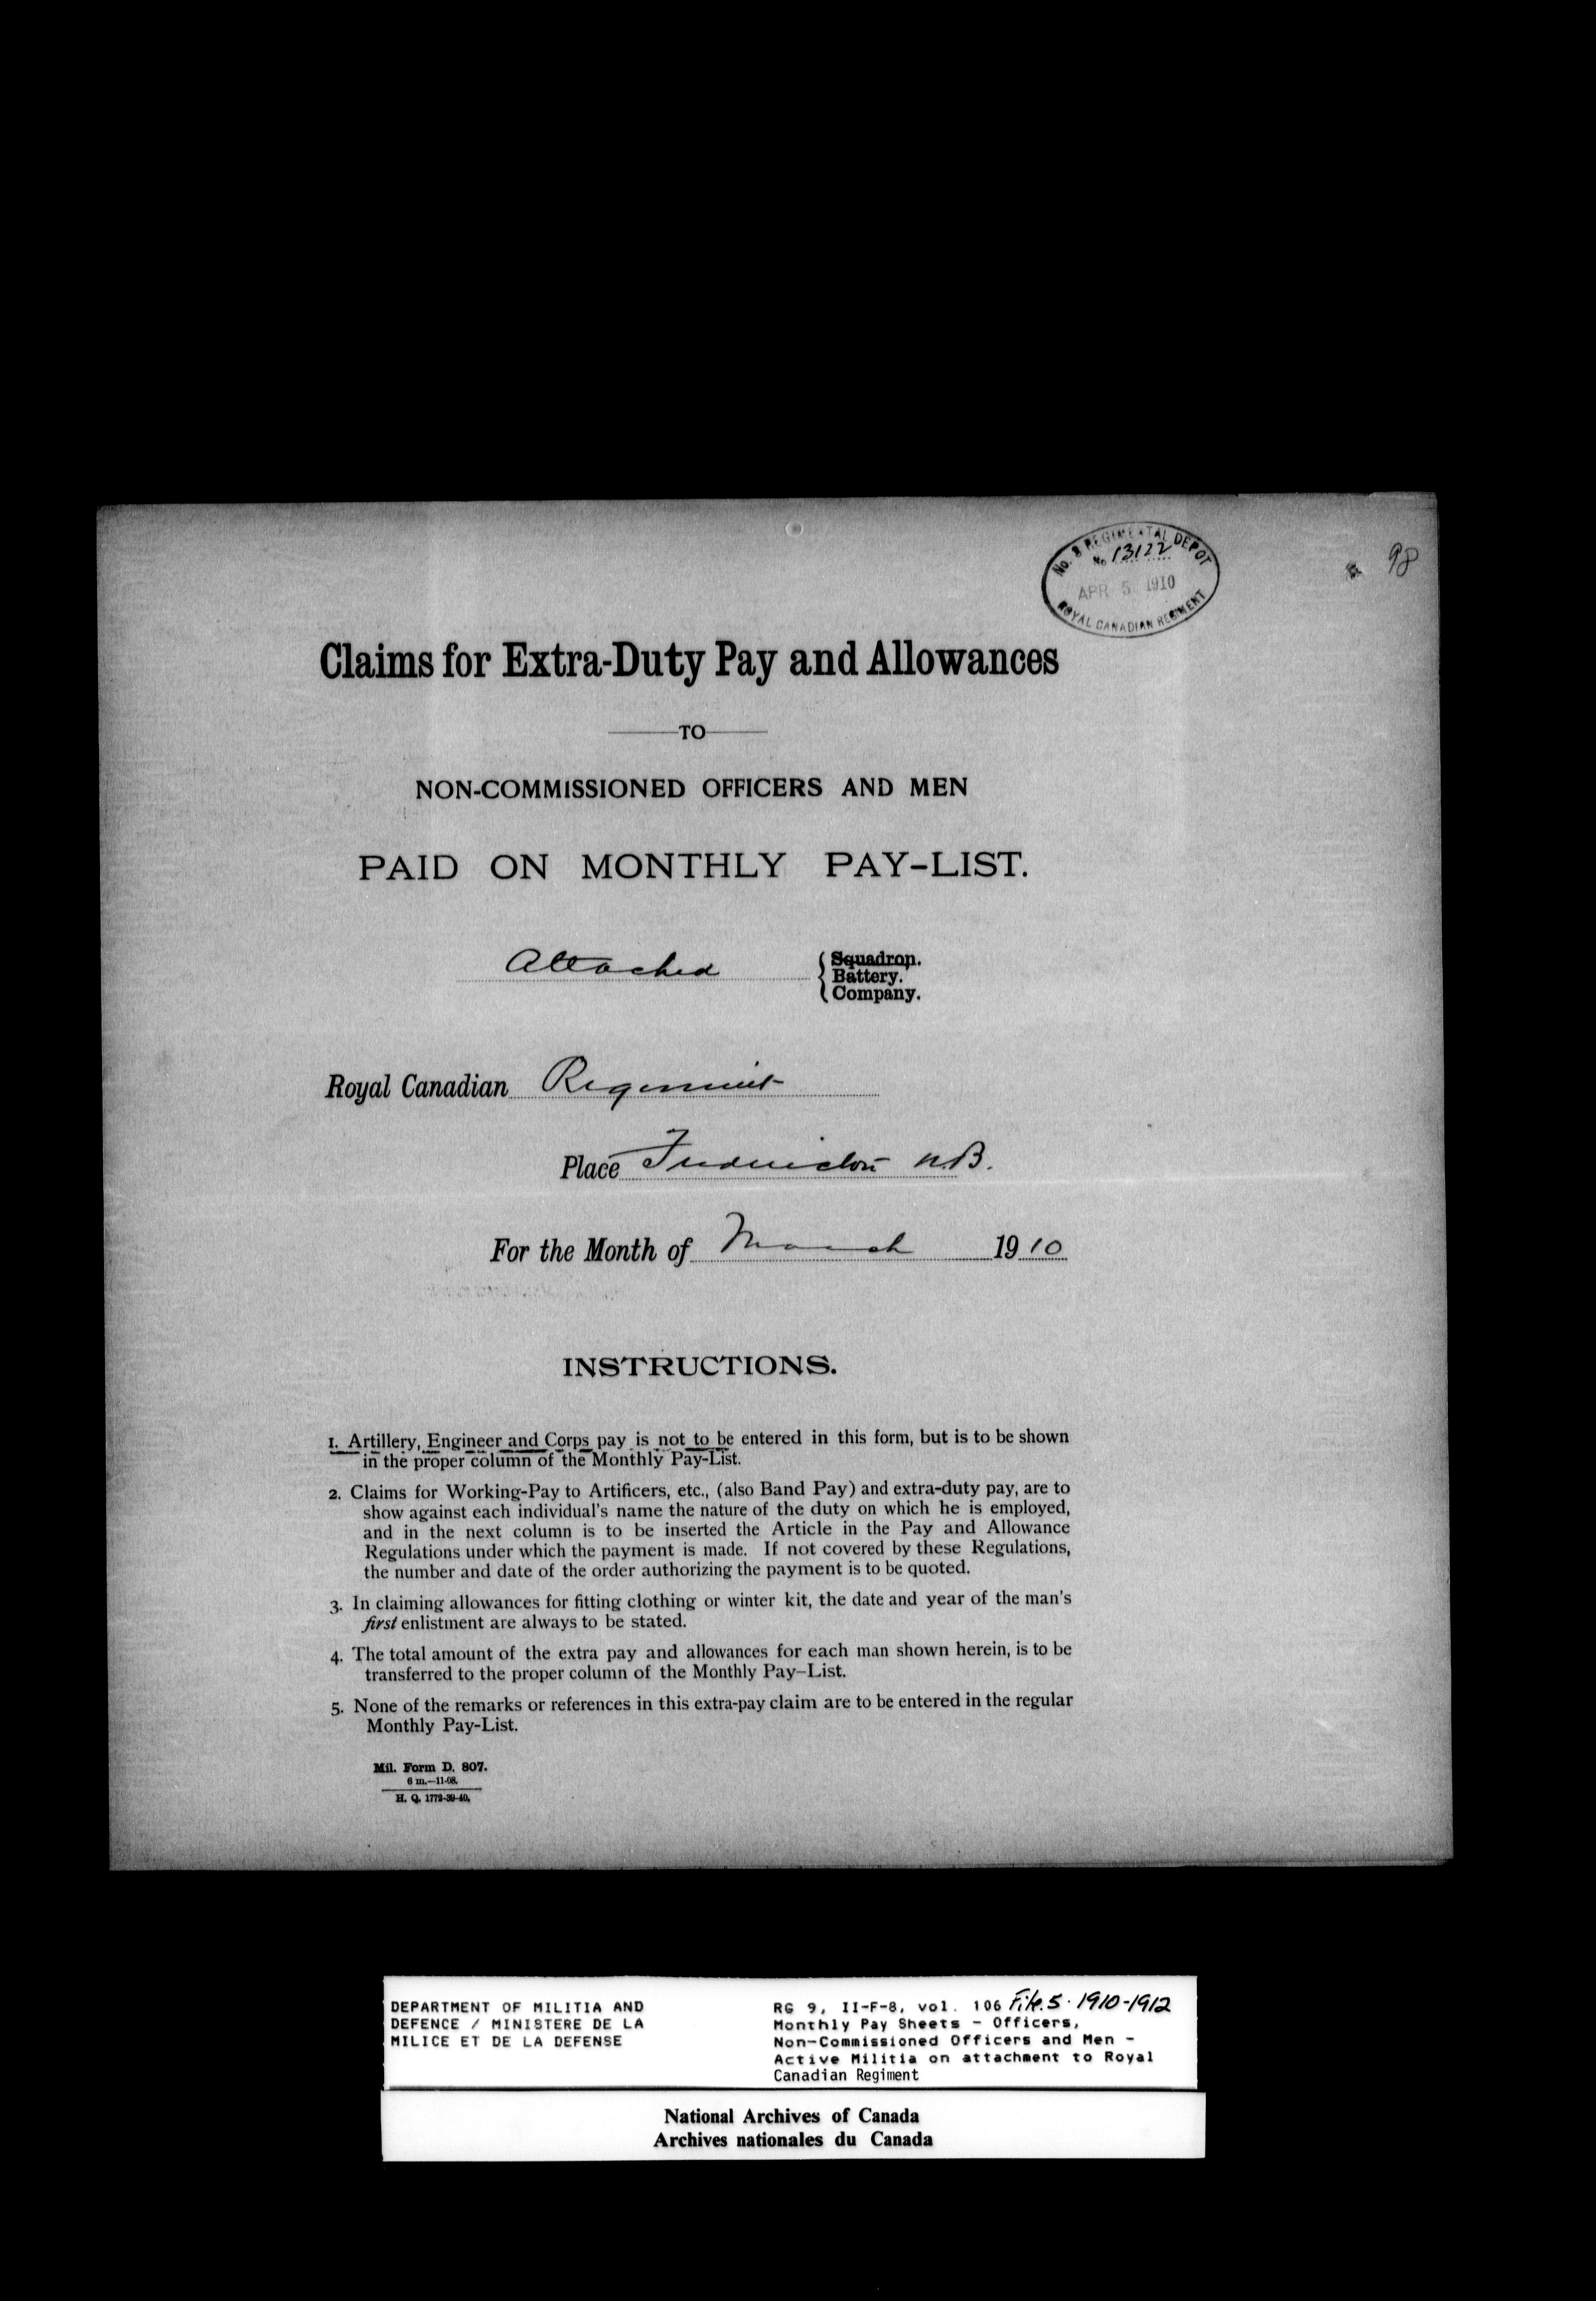 No. 3 REGIMENTAL DEPOT
No 13122
APR 5 1910
ROYAL CANADIAN REGIMENT
98
Claims for Extra-Duty Pay and Allowances
TO
NON-COMMISSIONED OFFICERS AND MEN
PAID ON MONTHLY PAY-LIST.
Attached
Squadron.
Battery.
Company.
Royal Canadian Regiment
Place Fredericton N.B.
For the Month of March 1910
INSTRUCTIONS.
1. Artillery, Engineer and Corps pay is not to be entered in this form, but is to be shown
in the proper column of the Monthly Pay-List.
2. Claims for Working-Pay to Artificers, etc., (also Band Pay) and extra-duty pay, are to
show against each individual's name the nature of the duty on which he is employed,
and in the next column is to be inserted the Article in the Pay and Allowance
Regulations under which the payment is made. If not covered by these Regulations,
the number and date of the order authorizing the payment is to be quoted.
3. In claiming allowances for fitting clothing or winter kit, the date and year of the man's
first enlistment are always to be stated.
4. The total amount of the extra pay and allowances for each man shown herein, is to be
transferred to the proper column of the Monthly Pay-List.
5. None of the remarks or references in this extra-pay claim are to be entered in the regular
Monthly Pay-List.
Mil. Form D. 807.
6 m.—11-08.
H. Q. 1772-39-40.
DEPARTMENT OF MILITIA AND
DEFENCE / MINISTERE DE LA
MILICE ET DE LA DEFENSE
RG 9, II-F-8, vol. 106 File.5. 1910-1912
Monthly Pay Sheets - Officers,
Non-Commissioned Officers and Men -
Active Militia on attachment to Royal
Canadian Regiment
National Archives of Canada
Archives nationales du Canada